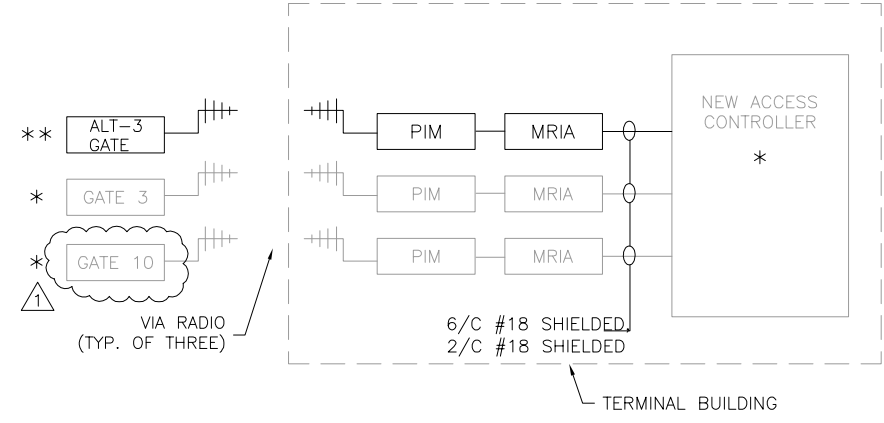 ** ALT-3
GATE
PIM
MRIA
NEW ACCESS
CONTROLLER
*
* GATE 3
PIM
MRIA
* GATE 10
PIM
MRIA
1
VIA RADIO
(TYP. OF THREE)
6/C #18 SHIELDED
2/C #18 SHIELDED
TERMINAL BUILDING